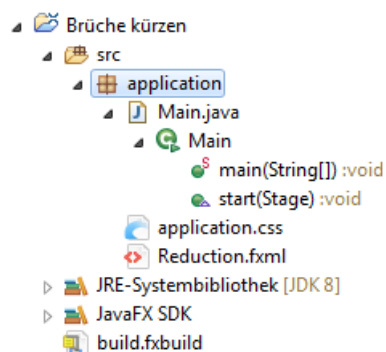 Brüche kürzen
src
application
Main.java
Main
main(String[]) :void
start(Stage) :void
application.css
Reduction.fxml
JRE-Systembibliothek [JDK 8]
JavaFX SDK
build.fxbuild